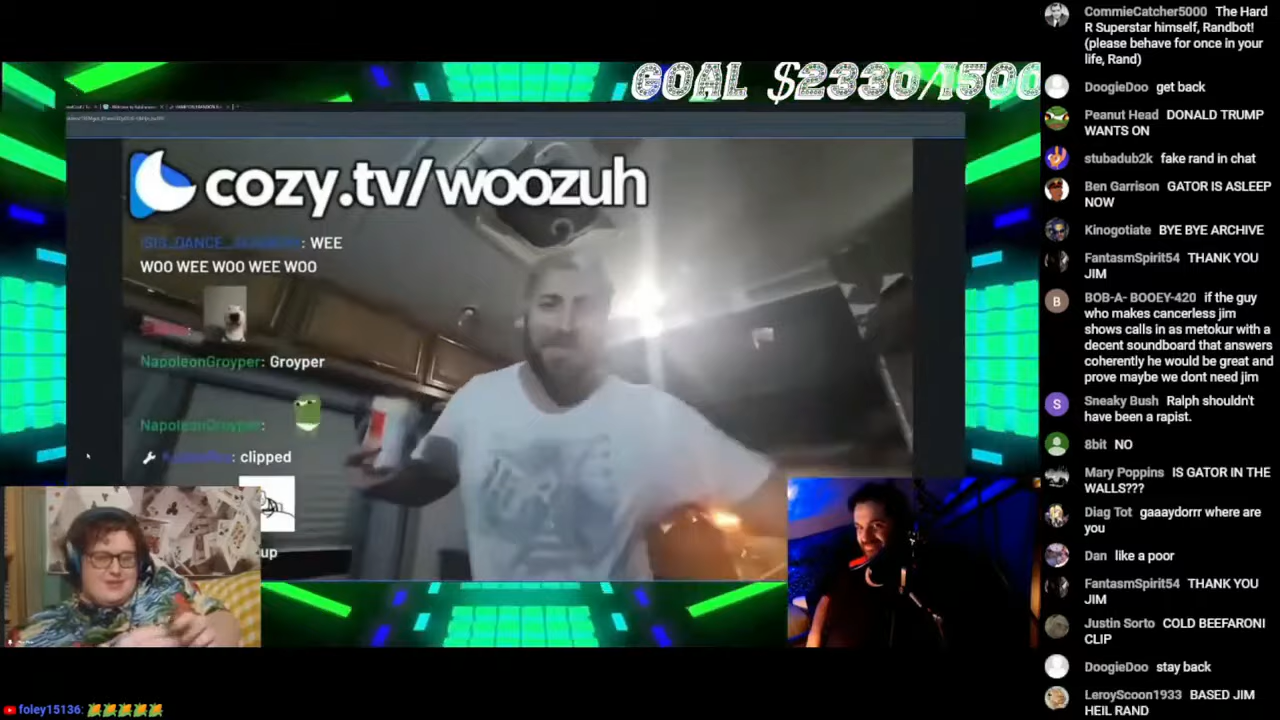 GOAL $2330/1500
cozy.tv/woozuh
: WEE
WOO WEE WOO WEE WOO
NapoleonGroyper: Groyper
NapoleonGroyper:
: clipped
up
foley15136:
CommieCatcher5000 The Hard
R Superstar himself, Randbot!
(please behave for once in your
life, Rand)
DoogieDoo get back
Peanut Head DONALD TRUMP
WANTS ON
stubadub2k fake rand in chat
Ben Garrison GATOR IS ASLEEP
NOW
Kinogotiate BYE BYE ARCHIVE
FantasmSpirit54 THANK YOU
JIM
BOB-A- BOOEY-420 if the guy
who makes cancerless jim
shows calls in as metokur with a
decent soundboard that answers
coherently he would be great and
prove maybe we dont need jim
Sneaky Bush Ralph shouldn't
have been a rapist.
8bit NO
Mary Poppins IS GATOR IN THE
WALLS???
Diag Tot gaaaydorrr where are
you
Dan like a poor
FantasmSpirit54 THANK YOU
JIM
Justin Sorto COLD BEEFARONI
CLIP
DoogieDoo stay back
LeroyScoon1933 BASED JIM
HEIL RAND